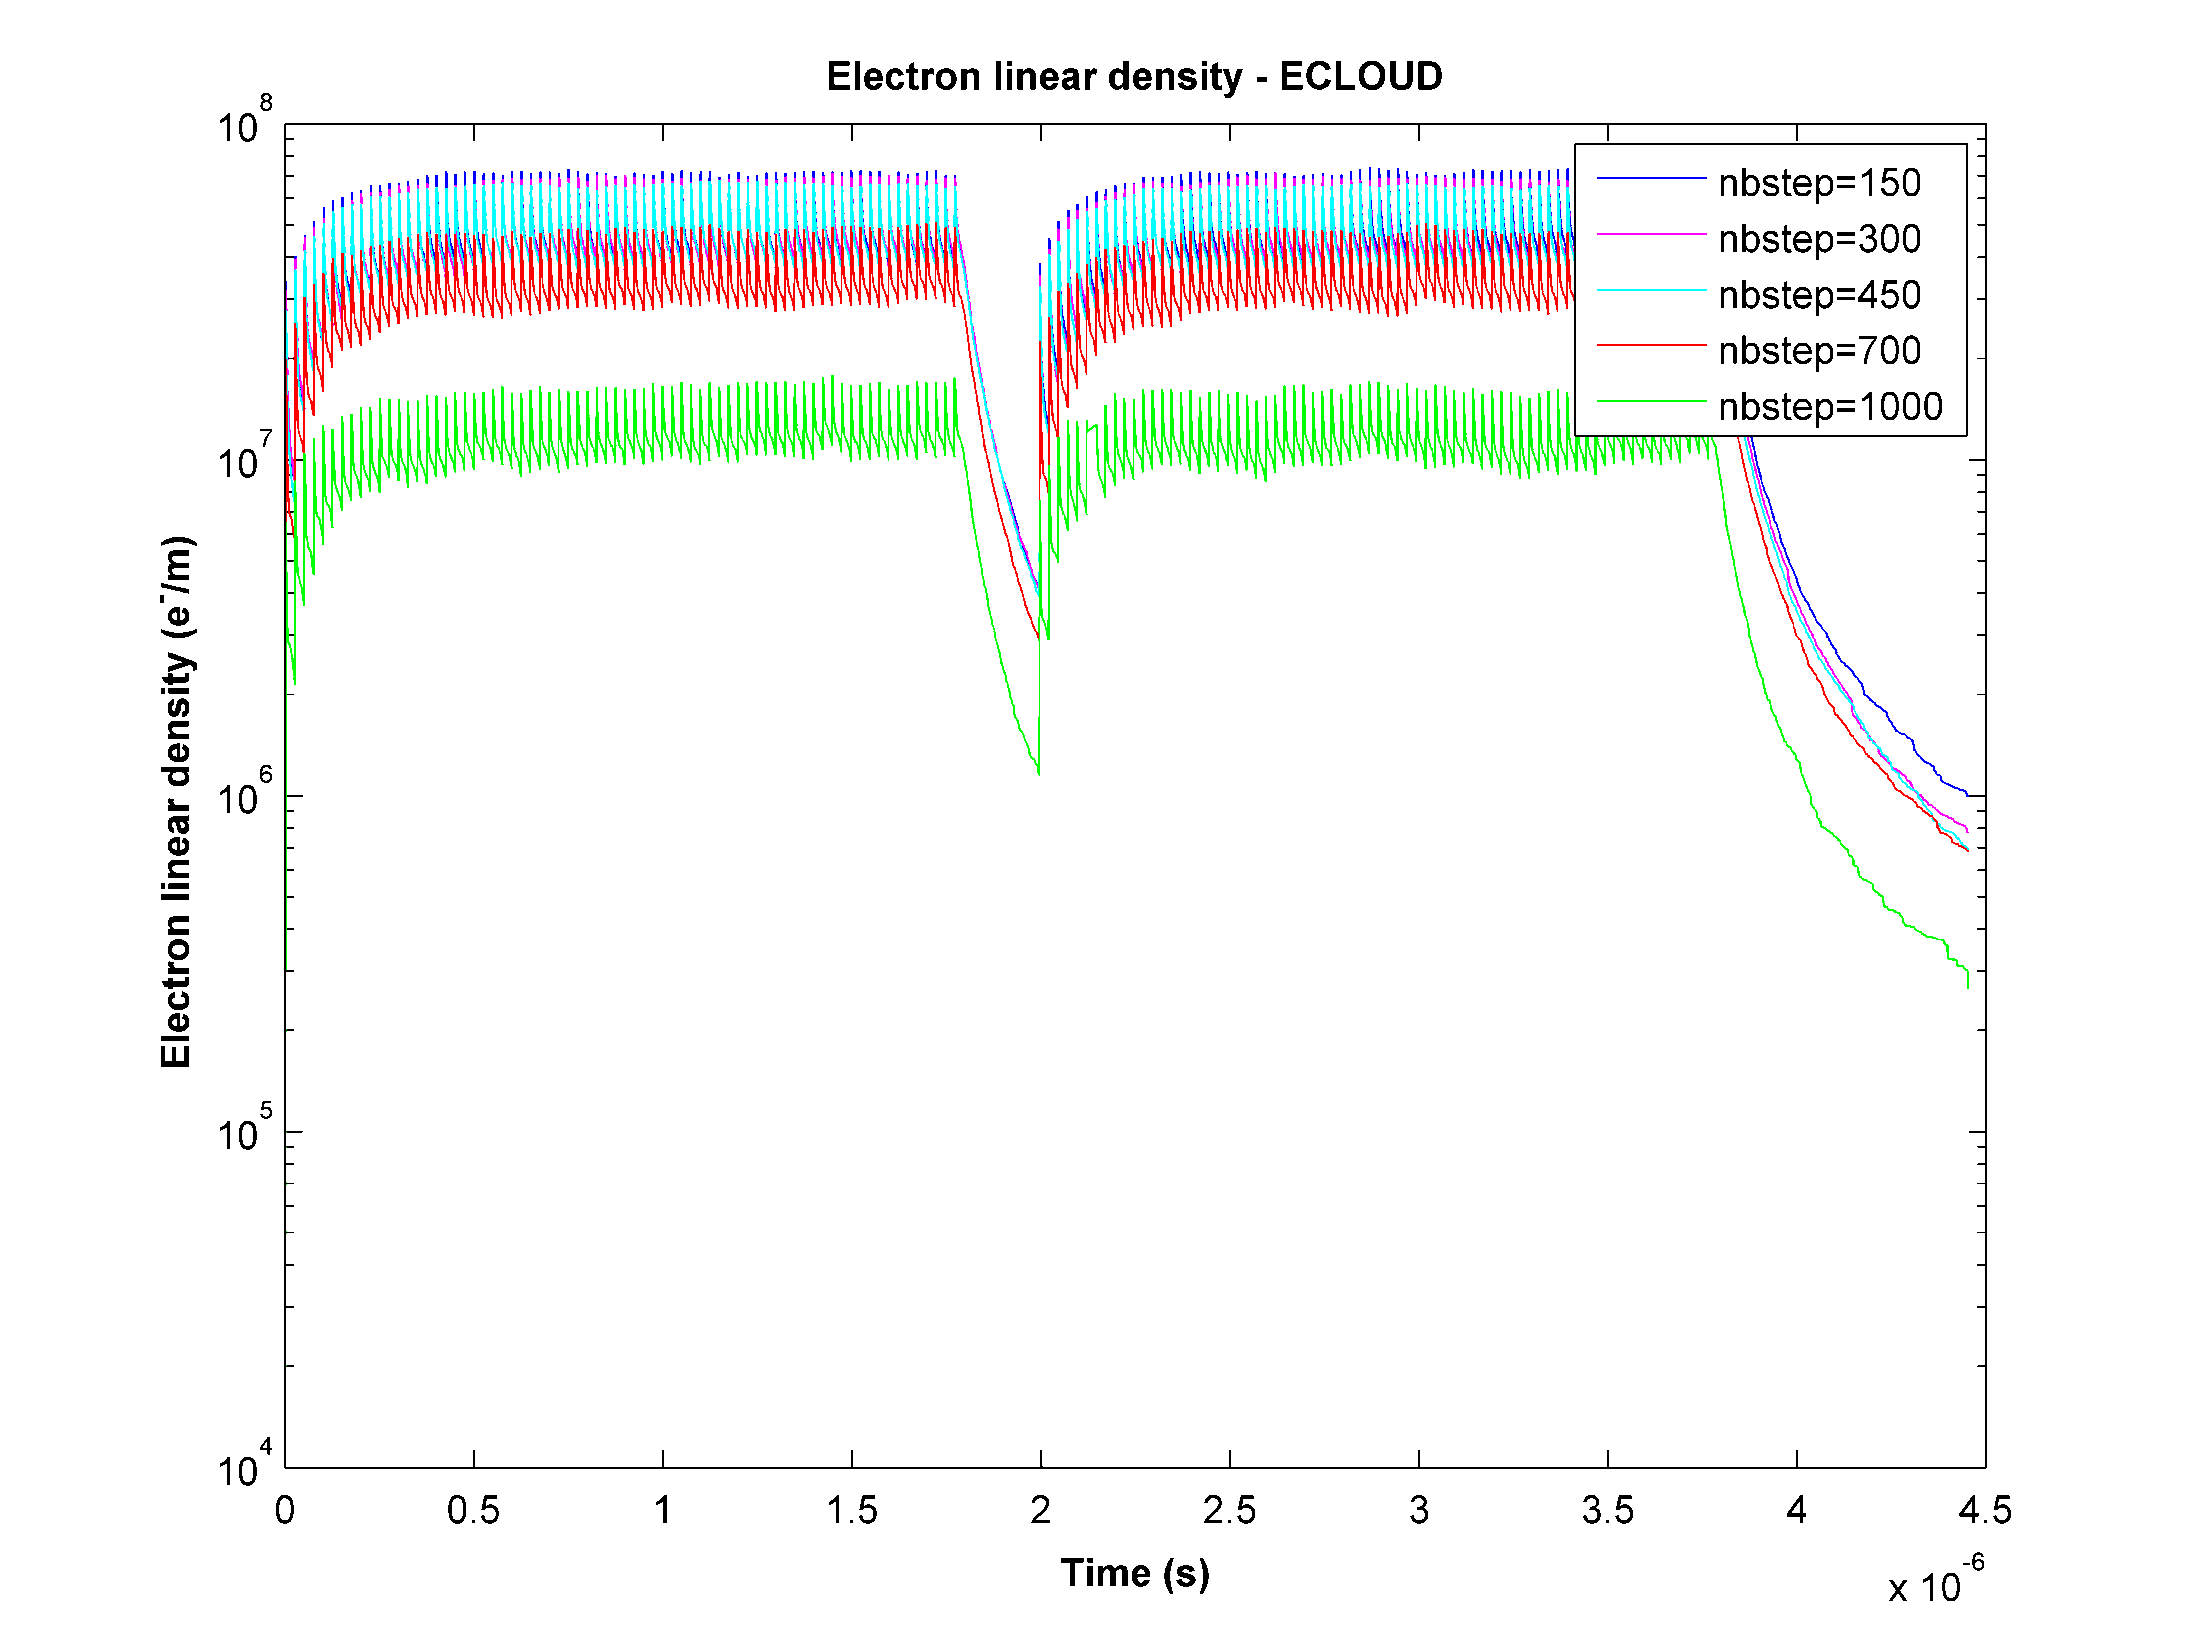 Electron linear density - ECLOUD
10^8
10^7
10^6
10^5
10^4
Electron linear density (e^-/m)
nbstep=150
nbstep=300
nbstep=450
nbstep=700
nbstep=1000
0 0.5 1 1.5 2 2.5 3 3.5 4 4.5
Time (s)
x 10^-6